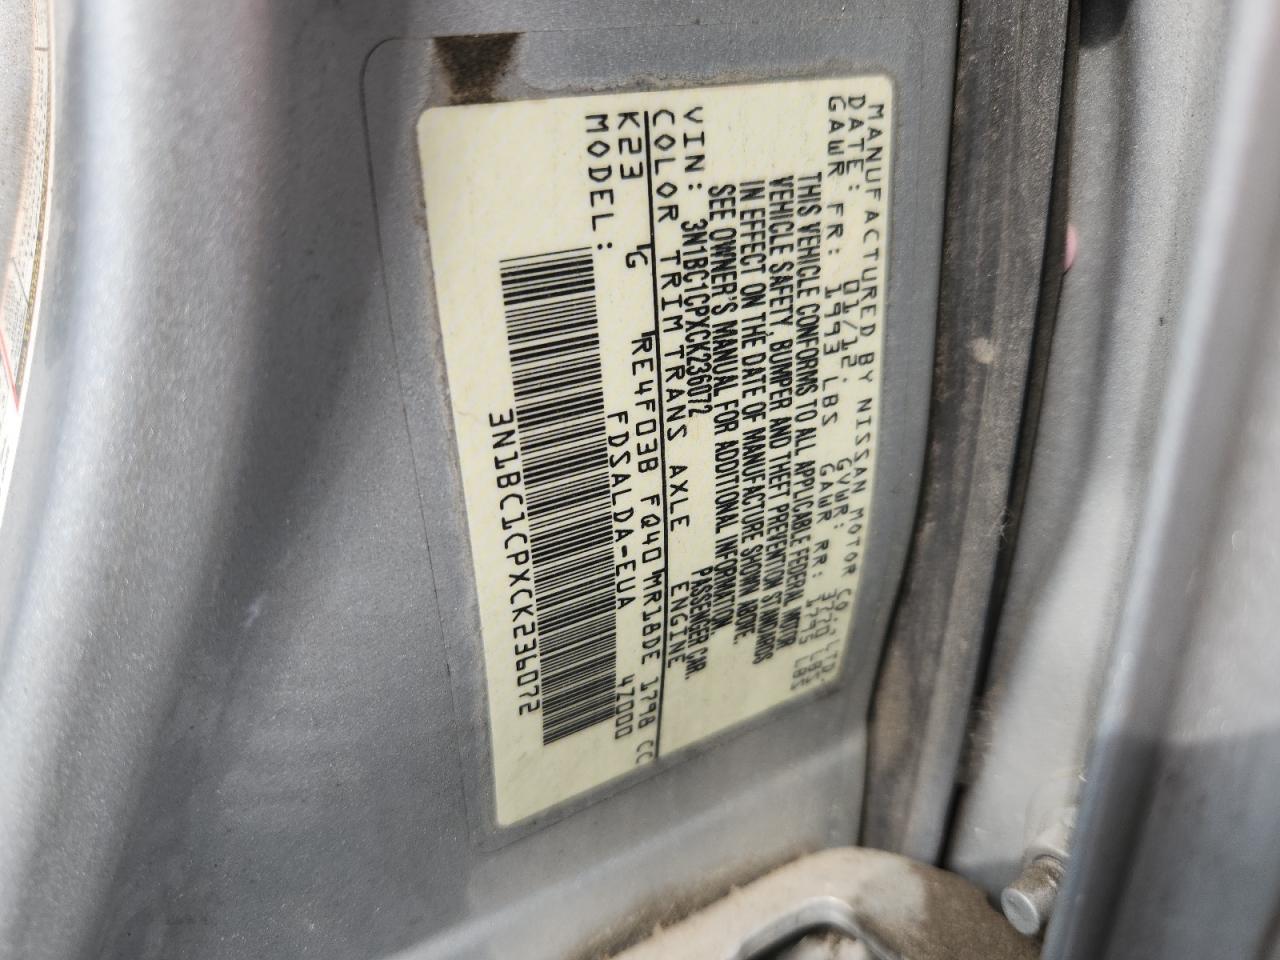 MANUFACTURED BY NISSAN MOTOR CO., LTD.
DATE: 01/12. GVWR: 3770 LBS
GAWR FR: 1993 LBS GAWR RR: 1795 LBS
THIS VEHICLE CONFORMS TO ALL APPLICABLE FEDERAL MOTOR
VEHICLE SAFETY, BUMPER AND THEFT PREVENTION STANDARDS
IN EFFECT ON THE DATE OF MANUFACTURE SHOWN ABOVE.
SEE OWNER'S MANUAL FOR ADDITIONAL INFORMATION.
VIN: 3N1BC1CPXCK236072 PASSENGER CAR.
COLOR TRIM TRANS AXLE ENGINE
K23 G RE4F03B FQ40 MR18DE 1798 CC
MODEL: FDSALDA-EUA 4Z000
3N1BC1CPXCK236072